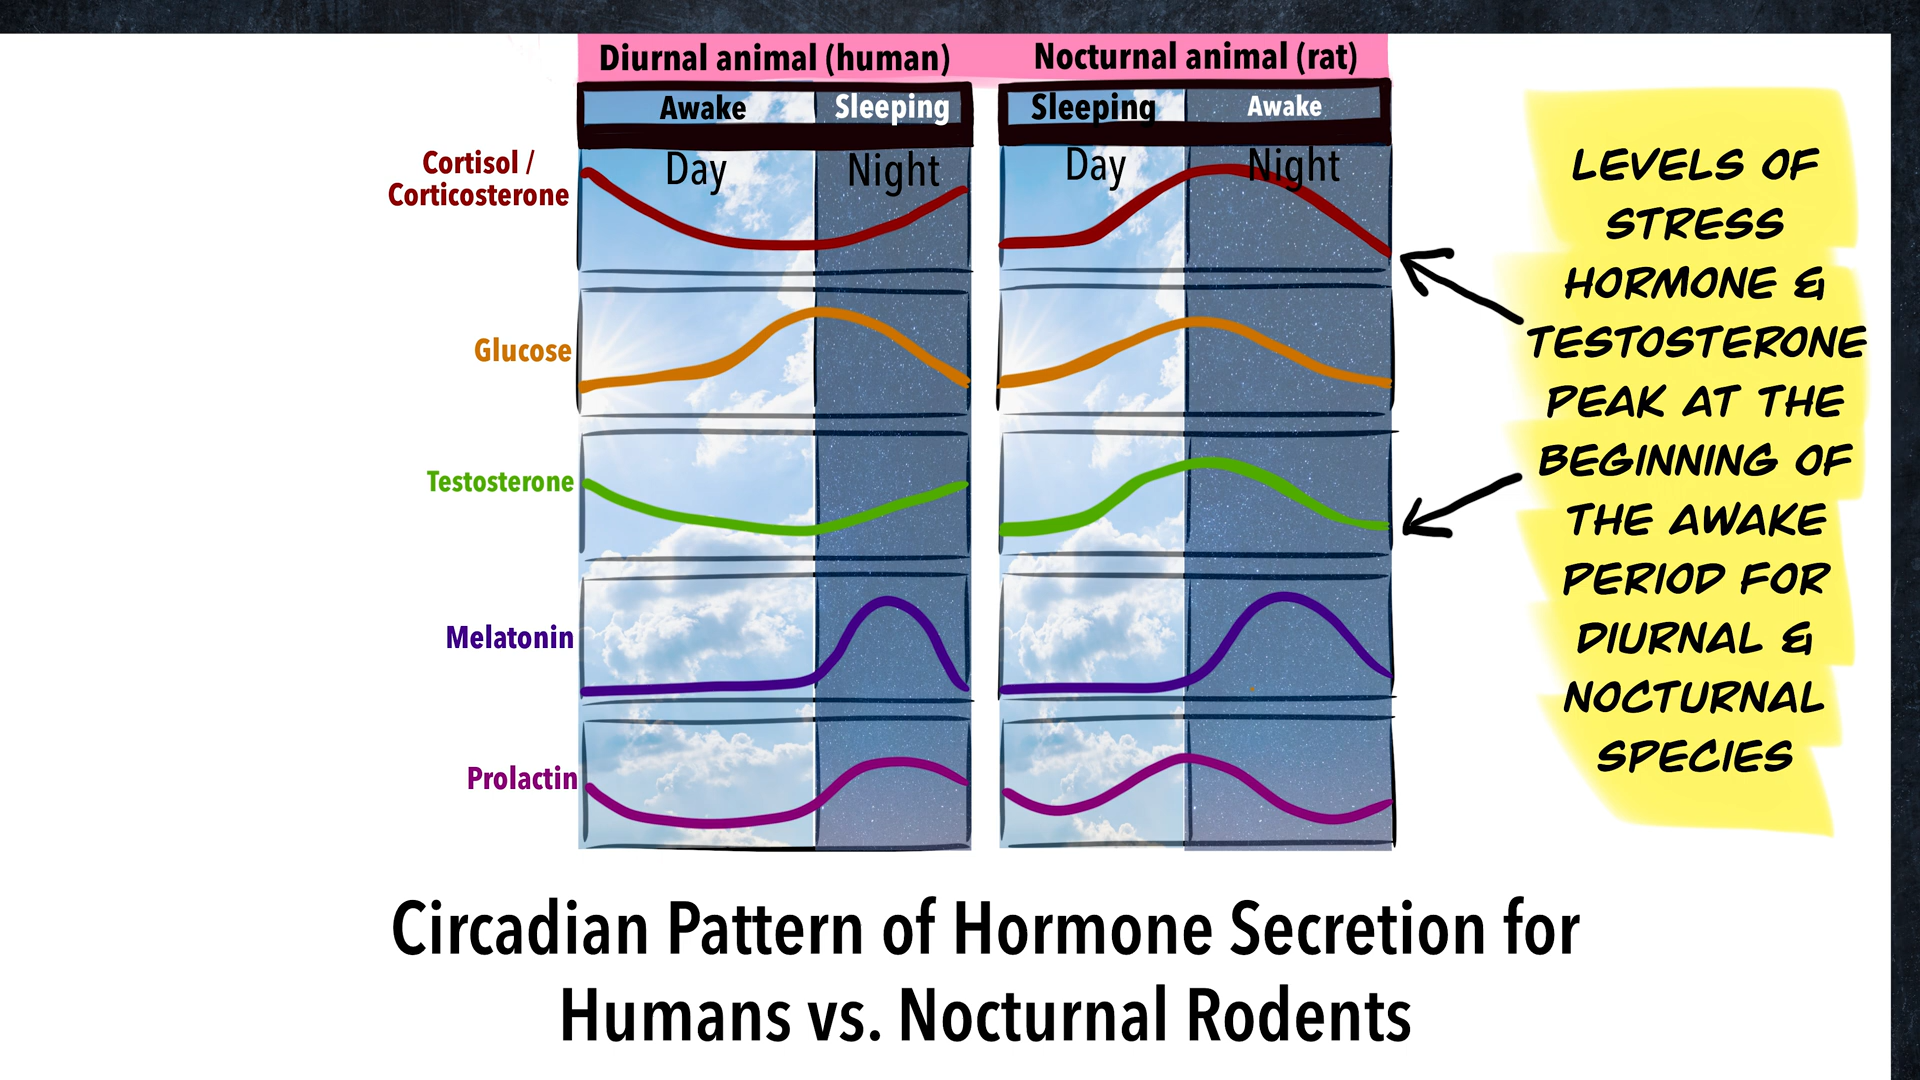 Diurnal animal (human)
Nocturnal animal (rat)
Awake
Sleeping
Sleeping
Awake
Day
Night
Day
Night
Cortisol /
Corticosterone
Glucose
Testosterone
Melatonin
Prolactin
LEVELS OF
STRESS
HORMONE &
TESTOSTERONE
PEAK AT THE
BEGINNING OF
THE AWAKE
PERIOD FOR
DIURNAL &
NOCTURNAL
SPECIES
Circadian Pattern of Hormone Secretion for
Humans vs. Nocturnal Rodents